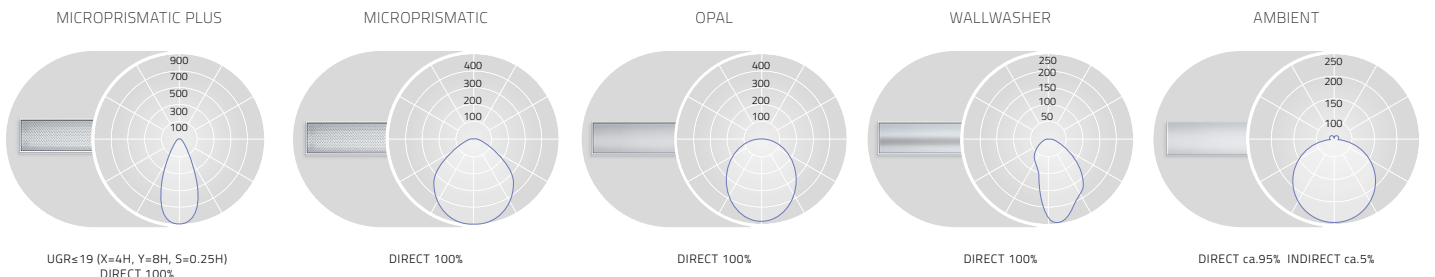 MICROPRISMATIC PLUS
900
700
500
300
100
UGR≤19 (X=4H, Y=8H, S=0.25H)
DIRECT 100%
MICROPRISMATIC
400
300
200
100
DIRECT 100%
OPAL
400
300
200
100
DIRECT 100%
WALLWASHER
250
200
150
100
50
DIRECT 100%
AMBIENT
250
200
150
100
DIRECT ca.95% INDIRECT ca.5%